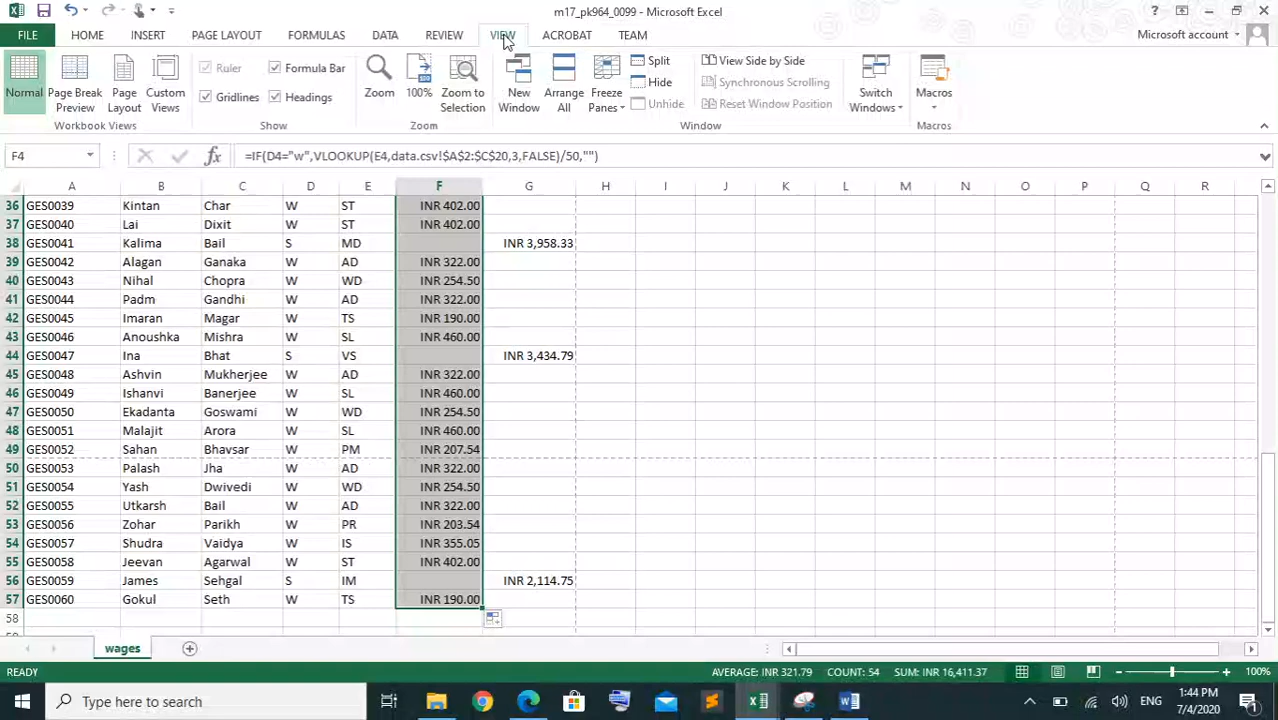 m17_pk964_0099 - Microsoft Excel
FILE HOME INSERT PAGE LAYOUT FORMULAS DATA REVIEW VIEW ACROBAT TEAM Microsoft account
Normal Page Break Preview Page Layout Custom Views
Ruler Formula Bar
Gridlines Headings
Zoom 100% Zoom to Selection
New Window Arrange All Freeze Panes
Split
Hide
Unhide
View Side by Side
Synchronous Scrolling
Reset Window Position
Switch Windows Macros
Workbook Views Show Zoom Window Macros
F4 fx =IF(D4="w",VLOOKUP(E4,data.csv!$A$2:$C$20,3,FALSE)/50,"")
A B C D E F G H I J K L M N O P Q R
36 GES0039 Kintan Char W ST INR 402.00
37 GES0040 Lai Dixit W ST INR 402.00
38 GES0041 Kalima Bail S MD INR 3,958.33
39 GES0042 Alagan Ganaka W AD INR 322.00
40 GES0043 Nihal Chopra W WD INR 254.50
41 GES0044 Padm Gandhi W AD INR 322.00
42 GES0045 Imaran Magar W TS INR 190.00
43 GES0046 Anoushka Mishra W SL INR 460.00
44 GES0047 Ina Bhat S VS INR 3,434.79
45 GES0048 Ashvin Mukherjee W AD INR 322.00
46 GES0049 Ishanvi Banerjee W SL INR 460.00
47 GES0050 Ekadanta Goswami W WD INR 254.50
48 GES0051 Malajit Arora W SL INR 460.00
49 GES0052 Sahan Bhavsar W PM INR 207.54
50 GES0053 Palash Jha W AD INR 322.00
51 GES0054 Yash Dwivedi W WD INR 254.50
52 GES0055 Utkarsh Bail W AD INR 322.00
53 GES0056 Zohar Parikh W PR INR 203.54
54 GES0057 Shudra Vaidya W IS INR 355.05
55 GES0058 Jeevan Agarwal W ST INR 402.00
56 GES0059 James Sehgal S IM INR 2,114.75
57 GES0060 Gokul Seth W TS INR 190.00
58
wages
READY AVERAGE: INR 321.79 COUNT: 54 SUM: INR 16,411.37 100%
Type here to search ENG 1:44 PM
7/4/2020